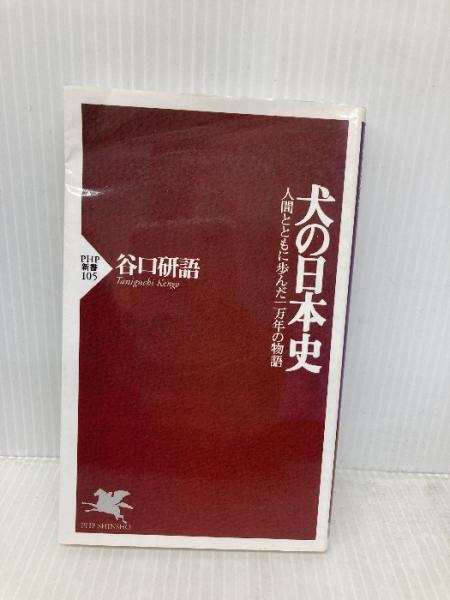 犬の日本史
人間とともに歩んだ一万年の物語
谷口研語
Taniguchi Kengo
PHP
新書
105
PHP SHINSHO